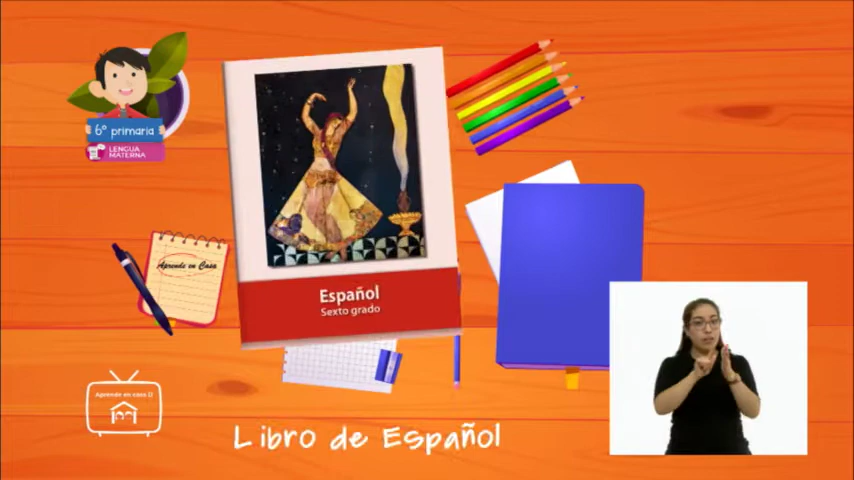 6° primaria
LENGUA
MATERNA
Aprende en Casa
Español
Sexto grado
Aprende en casa II
Libro de Español